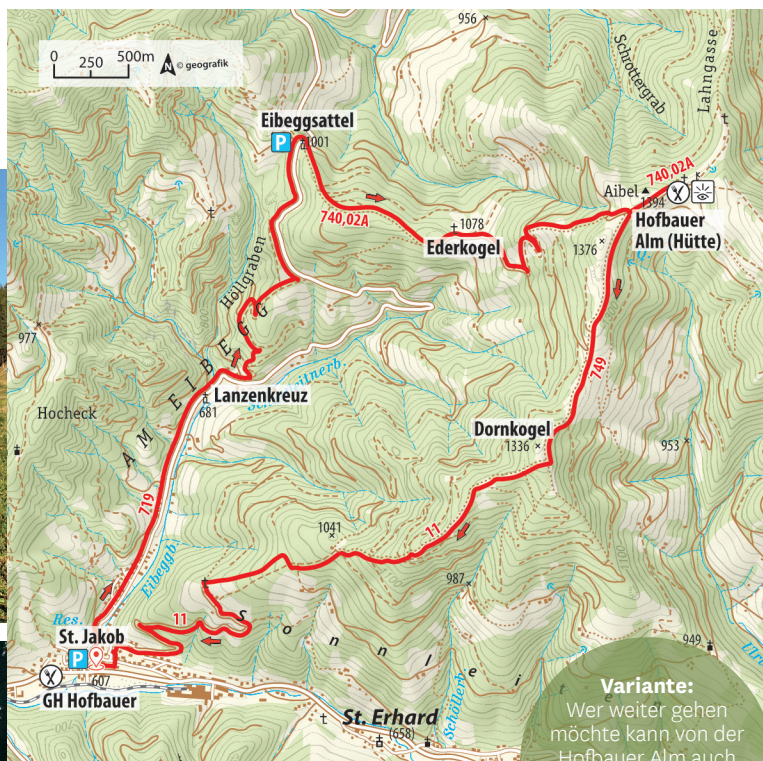 956
0 250 500m
N © geografik
Schrottergrab
Lahngasse
Eibeggsattel
P
1001
740,02A
Aibel
1394
740,02A
Hofbauer
Alm (Hütte)
1078
Ederkogel
1376
Höllgraben
977
AM EIBEGG
Lanzenkreuz
681
Hocheck
749
Dornkogel
1336
953
719
1041
11
987
Eibeggb.
Res.
11
St. Jakob
P
607
GH Hofbauer
Sonnleiten
949
Schöllerb.
St. Erhard
(658)
Variante:
Wer weiter gehen
möchte kann von der
Hofbauer Alm auch